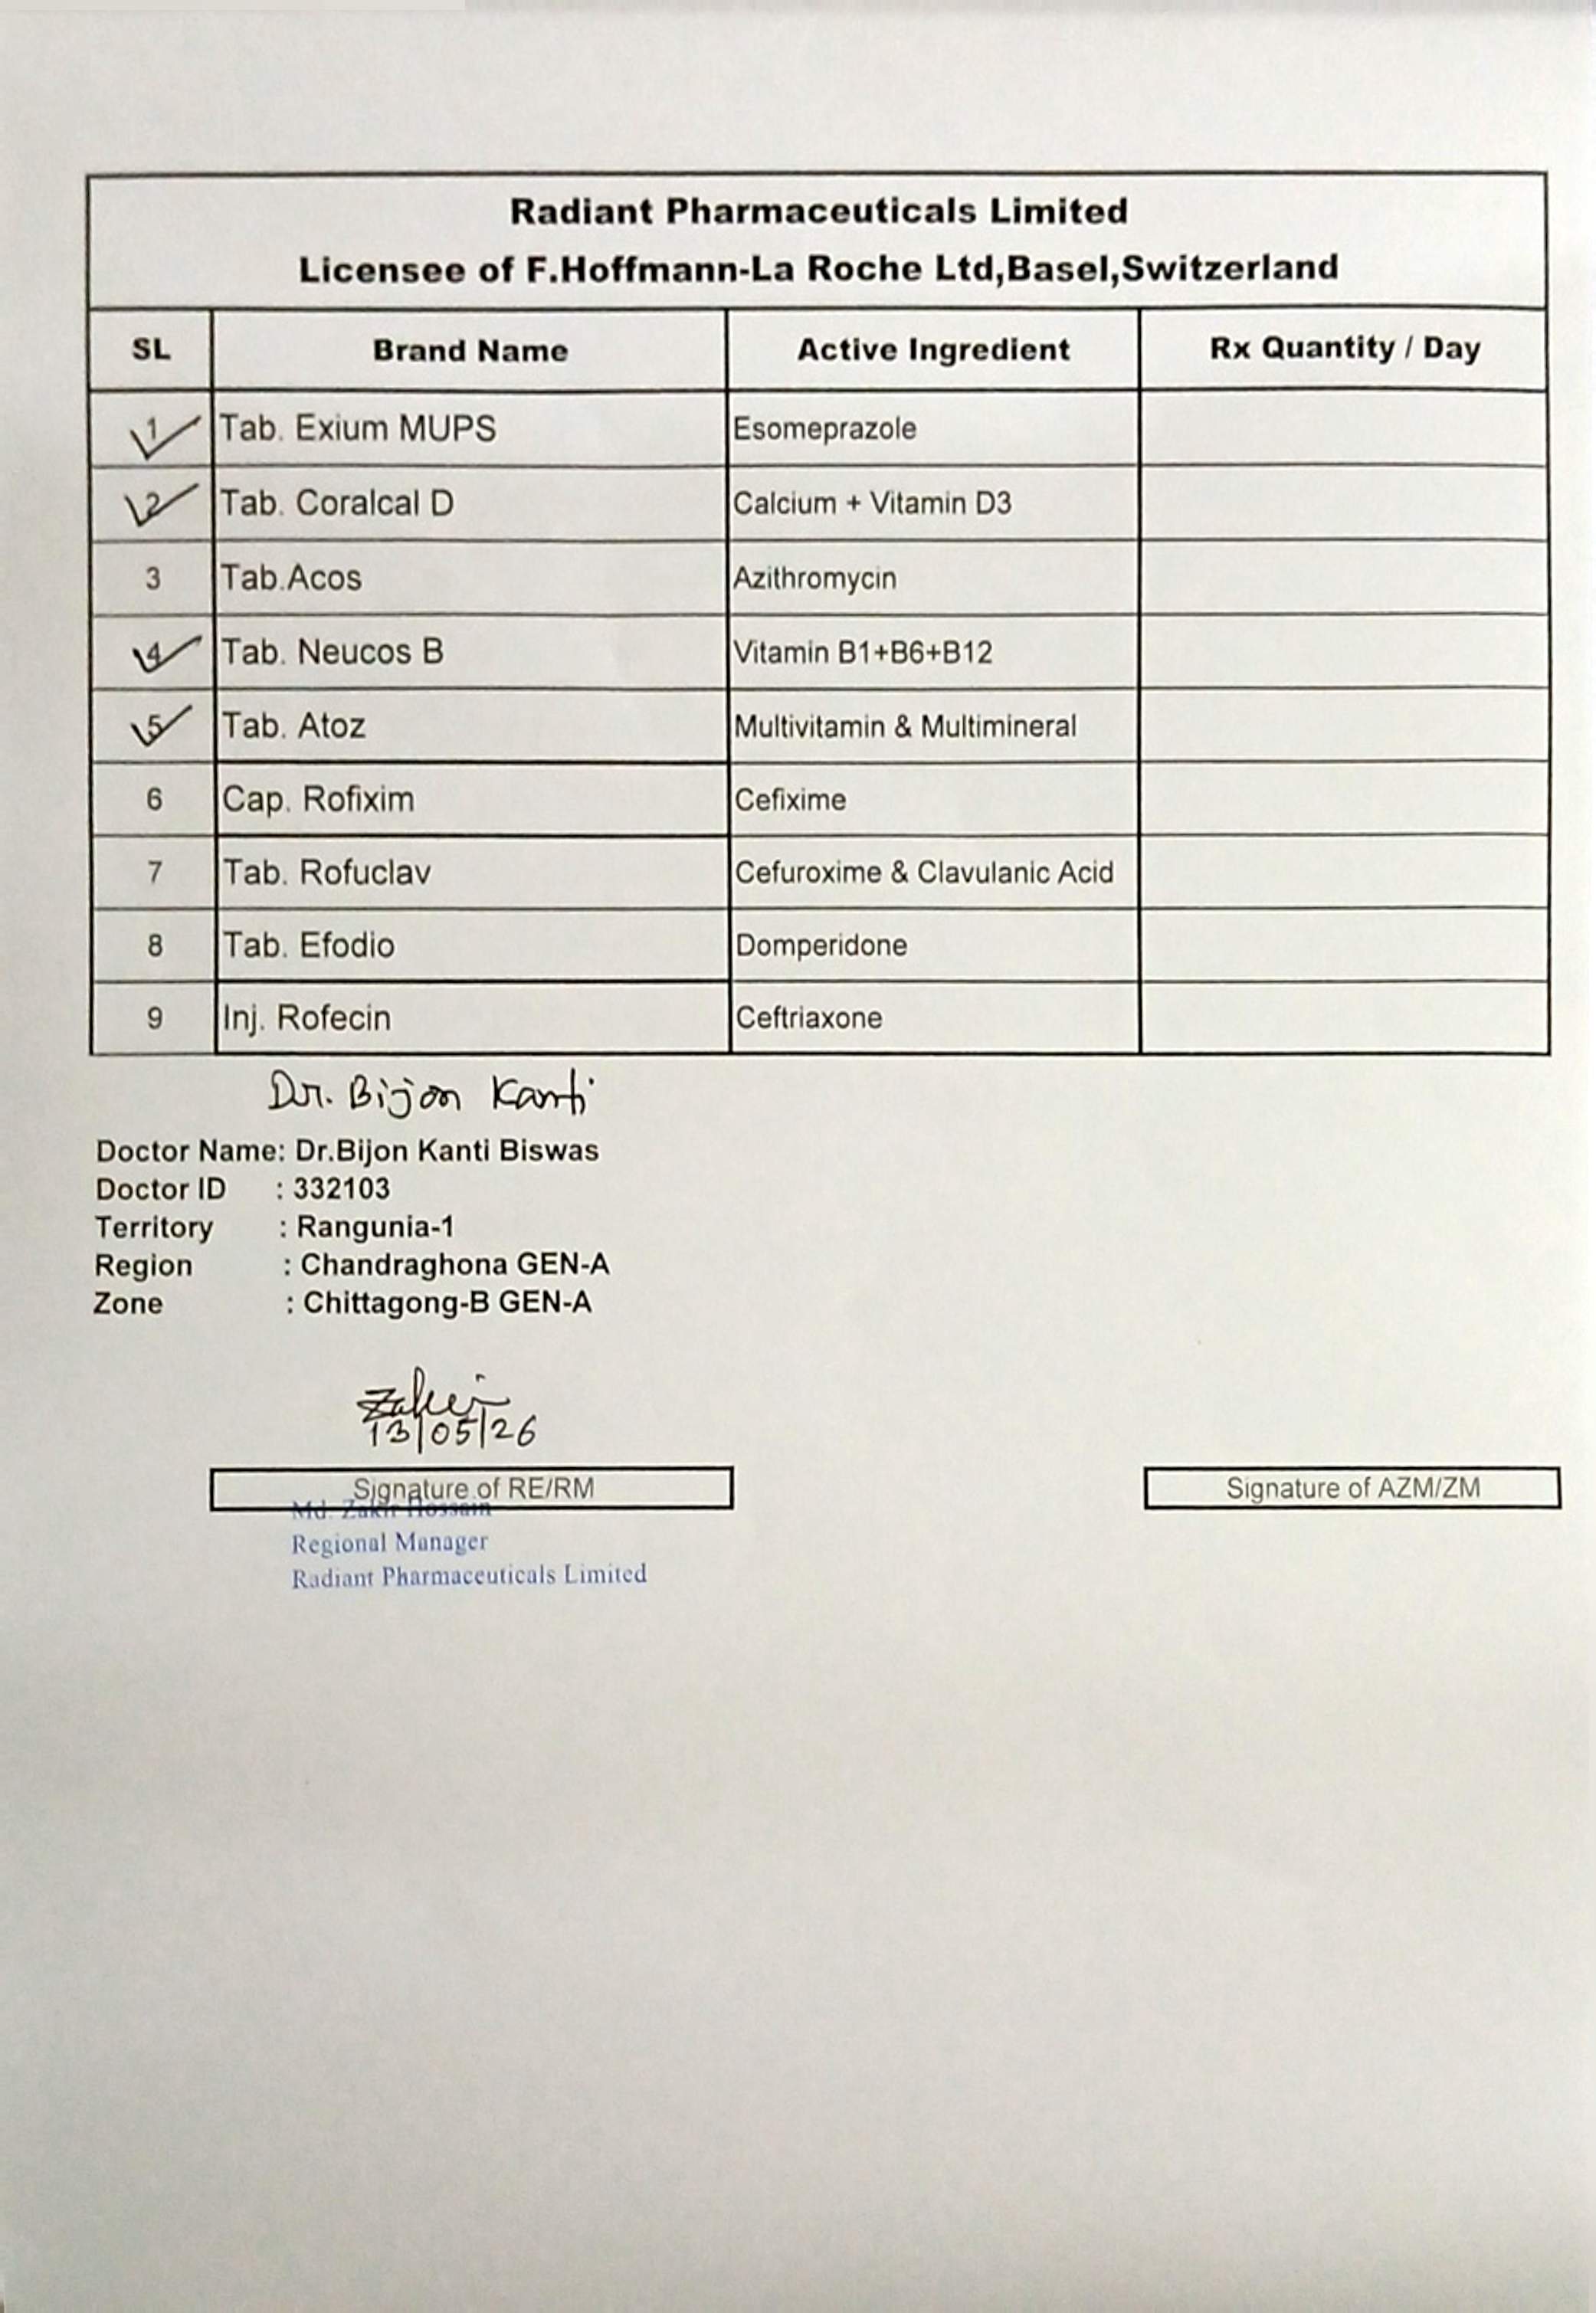 Radiant Pharmaceuticals Limited
Licensee of F.Hoffmann-La Roche Ltd,Basel,Switzerland
SL Brand Name Active Ingredient Rx Quantity / Day
1 Tab. Exium MUPS Esomeprazole
2 Tab. Coralcal D Calcium + Vitamin D3
3 Tab.Acos Azithromycin
4 Tab. Neucos B Vitamin B1+B6+B12
5 Tab. Atoz Multivitamin & Multimineral
6 Cap. Rofixim Cefixime
7 Tab. Rofuclav Cefuroxime & Clavulanic Acid
8 Tab. Efodio Domperidone
9 Inj. Rofecin Ceftriaxone
Dr. Bijon Kanti
Doctor Name: Dr.Bijon Kanti Biswas
Doctor ID : 332103
Territory : Rangunia-1
Region : Chandraghona GEN-A
Zone : Chittagong-B GEN-A
Zakir
13/05/26
Signature of RE/RM Signature of AZM/ZM
Md. Zakir Hossain
Regional Manager
Radiant Pharmaceuticals Limited